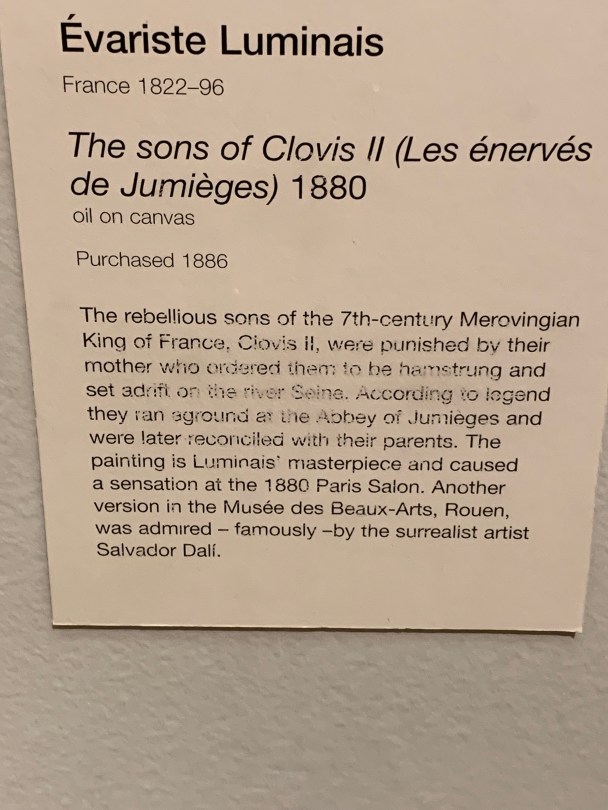 Évariste Luminais
France 1822–96
The sons of Clovis II (Les énervés
de Jumièges) 1880
oil on canvas
Purchased 1886
The rebellious sons of the 7th-century Merovingian
King of France, Clovis II, were punished by their
mother who ordered them to be hamstrung and
set adrift on the river Seine. According to legend
they ran aground at the Abbey of Jumièges and
were later reconciled with their parents. The
painting is Luminais' masterpiece and caused
a sensation at the 1880 Paris Salon. Another
version in the Musée des Beaux-Arts, Rouen,
was admired – famously –by the surrealist artist
Salvador Dalí.